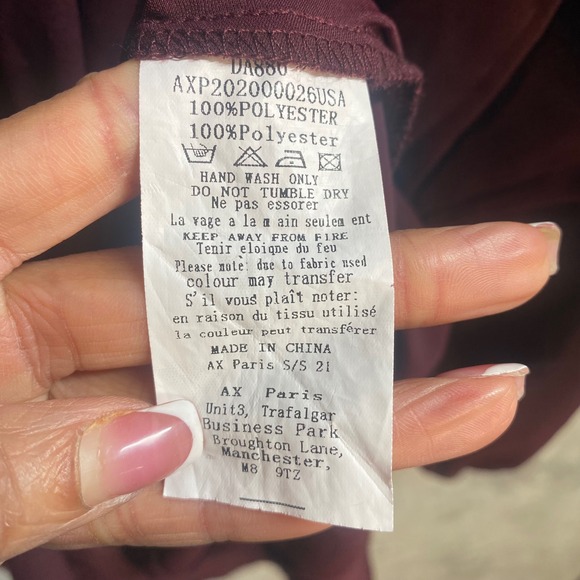 DA886
AXP202000026USA
100%POLYESTER
100%Polyester
HAND WASH ONLY
DO NOT TUMBLE DRY
Ne pas essorer
La vage a la m ain seulem ent
KEEP AWAY FROM FIRE
Tenir eloigne du feu
Please note: due to fabric used
colour may transfer
S'il vous plaît noter:
en raison du tissu utilisé
la couleur peut transférer
MADE IN CHINA
AX Paris S/S 21
AX Paris
Unit3, Trafalgar
Business Park
Broughton Lane,
Manchester,
M8 9TZ